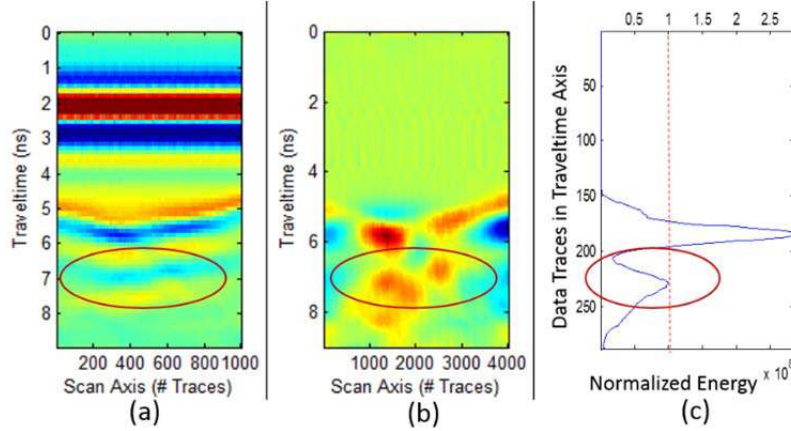 0
1
2
3
4
5
6
7
8
Traveltime (ns)
200 400 600 800 1000
Scan Axis (# Traces)
(a)
0
2
4
6
8
Traveltime (ns)
1000 2000 3000 4000
Scan Axis (# Traces)
(b)
0.5 1 1.5 2 2.5
0
50
100
150
200
250
Data Traces in Traveltime Axis
Normalized Energy
(c)